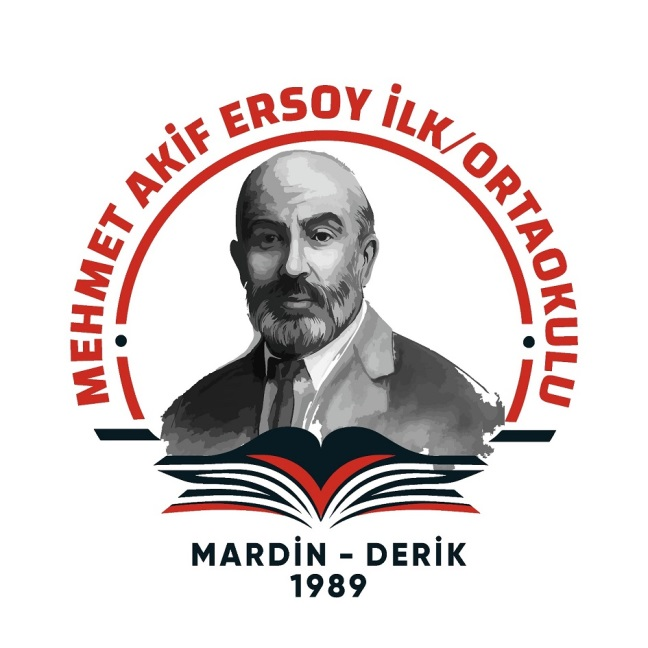 MEHMET AKİF ERSOY İLK/ORTAOKULU
MARDİN - DERİK
1989